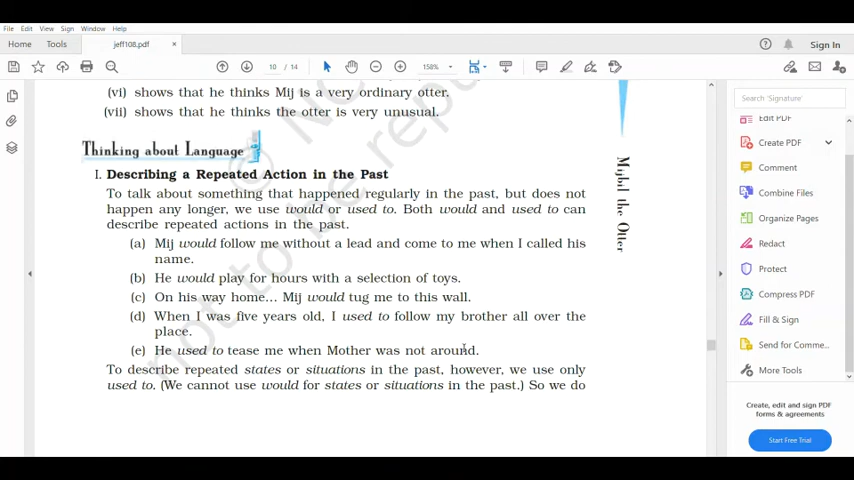 File Edit View Sign Window Help
Home Tools jeff108.pdf × Sign In
10 / 14 158%
(vi) shows that he thinks Mij is a very ordinary otter.
(vii) shows that he thinks the otter is very unusual.
Thinking about Language
I. Describing a Repeated Action in the Past
To talk about something that happened regularly in the past, but does not
happen any longer, we use would or used to. Both would and used to can
describe repeated actions in the past.
(a) Mij would follow me without a lead and come to me when I called his
name.
(b) He would play for hours with a selection of toys.
(c) On his way home... Mij would tug me to this wall.
(d) When I was five years old, I used to follow my brother all over the
place.
(e) He used to tease me when Mother was not around.
To describe repeated states or situations in the past, however, we use only
used to. (We cannot use would for states or situations in the past.) So we do
Mijbil the Otter
© NC
not to be repu
Search 'Signature'
Edit PDF
Create PDF
Comment
Combine Files
Organize Pages
Redact
Protect
Compress PDF
Fill & Sign
Send for Comme...
More Tools
Create, edit and sign PDF
forms & agreements
Start Free Trial